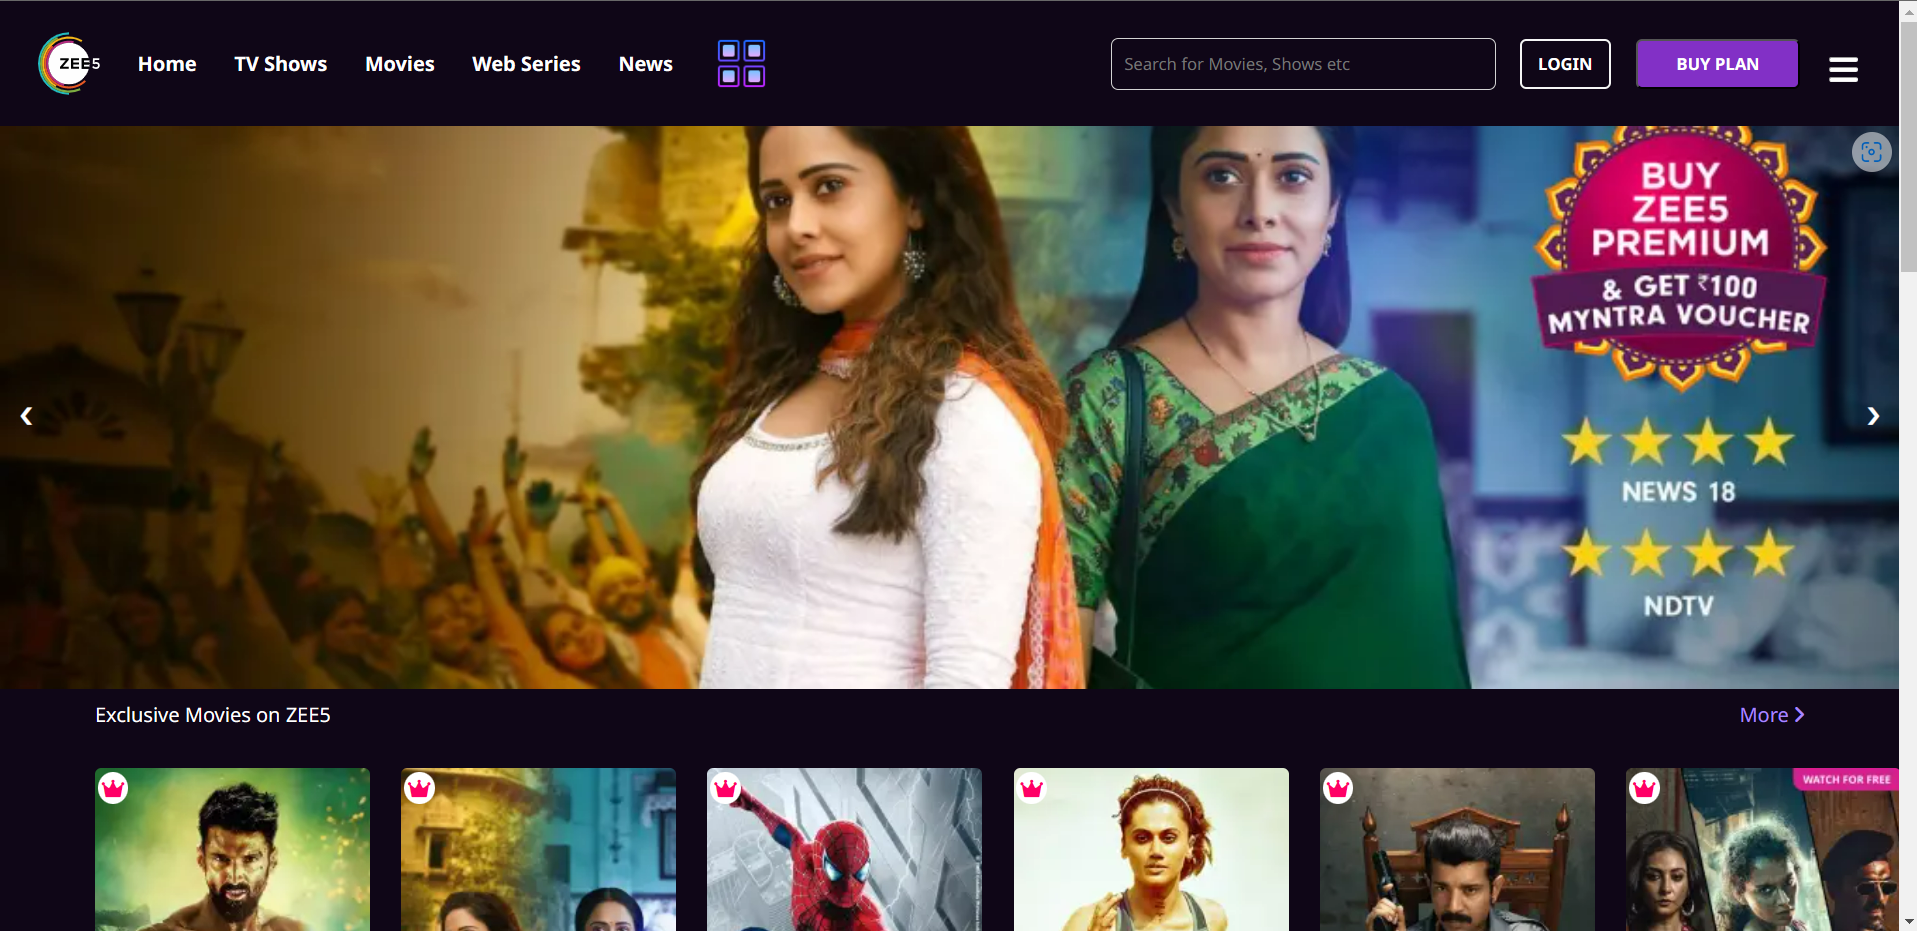 ZEE5
Home
TV Shows
Movies
Web Series
News
Search for Movies, Shows etc
LOGIN
BUY PLAN
BUY
ZEE5
PREMIUM
& GET ₹100
MYNTRA VOUCHER
NEWS 18
NDTV
Exclusive Movies on ZEE5
More
WATCH FOR FREE